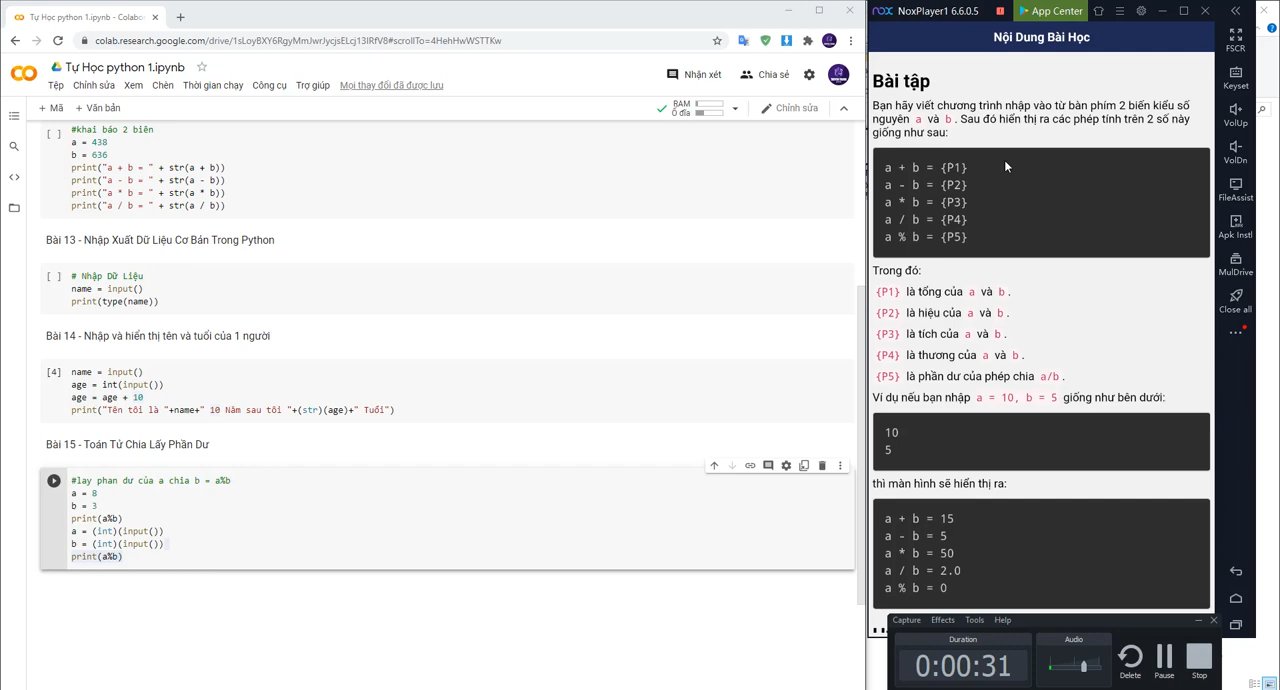 Tự Học python 1.ipynb - Colabo
colab.research.google.com/drive/1sLoyBXY6RgyMmJwrJycjsELcj13IRfV8#scrollTo=4HehHwWSTTKw
Tự Học python 1.ipynb
Tệp Chỉnh sửa Xem Chèn Thời gian chạy Công cụ Trợ giúp Mọi thay đổi đã được lưu
Nhận xét Chia sẻ
+ Mã + Văn bản
RAM
Ổ đĩa
Chỉnh sửa
[ ] #khai báo 2 biên
a = 438
b = 636
print("a + b = " + str(a + b))
print("a - b = " + str(a - b))
print("a * b = " + str(a * b))
print("a / b = " + str(a / b))
Bài 13 - Nhập Xuất Dữ Liệu Cơ Bản Trong Python
[ ] # Nhập Dữ Liệu
name = input()
print(type(name))
Bài 14 - Nhập và hiển thị tên và tuổi của 1 người
[4] name = input()
age = int(input())
age = age + 10
print("Tên tôi là "+name+" 10 Năm sau tôi "+(str)(age)+" Tuổi")
Bài 15 - Toán Tử Chia Lấy Phần Dư
#lay phan dư của a chia b = a%b
a = 8
b = 3
print(a%b)
a = (int)(input())
b = (int)(input())
print(a%b)
nox NoxPlayer1 6.6.0.5
App Center
Nội Dung Bài Học
Bài tập
Bạn hãy viết chương trình nhập vào từ bàn phím 2 biến kiểu số
nguyên a và b. Sau đó hiển thị ra các phép tính trên 2 số này
giống như sau:
a + b = {P1}
a - b = {P2}
a * b = {P3}
a / b = {P4}
a % b = {P5}
Trong đó:
{P1} là tổng của a và b.
{P2} là hiệu của a và b.
{P3} là tích của a và b.
{P4} là thương của a và b.
{P5} là phần dư của phép chia a/b.
Ví dụ nếu bạn nhập a = 10, b = 5 giống như bên dưới:
10
5
thì màn hình sẽ hiển thị ra:
a + b = 15
a - b = 5
a * b = 50
a / b = 2.0
a % b = 0
FSCR
Keyset
VolUp
VolDn
FileAssist
Apk Instl
MulDrive
Close all
Capture Effects Tools Help
Duration
0:00:31
Audio
Delete Pause Stop